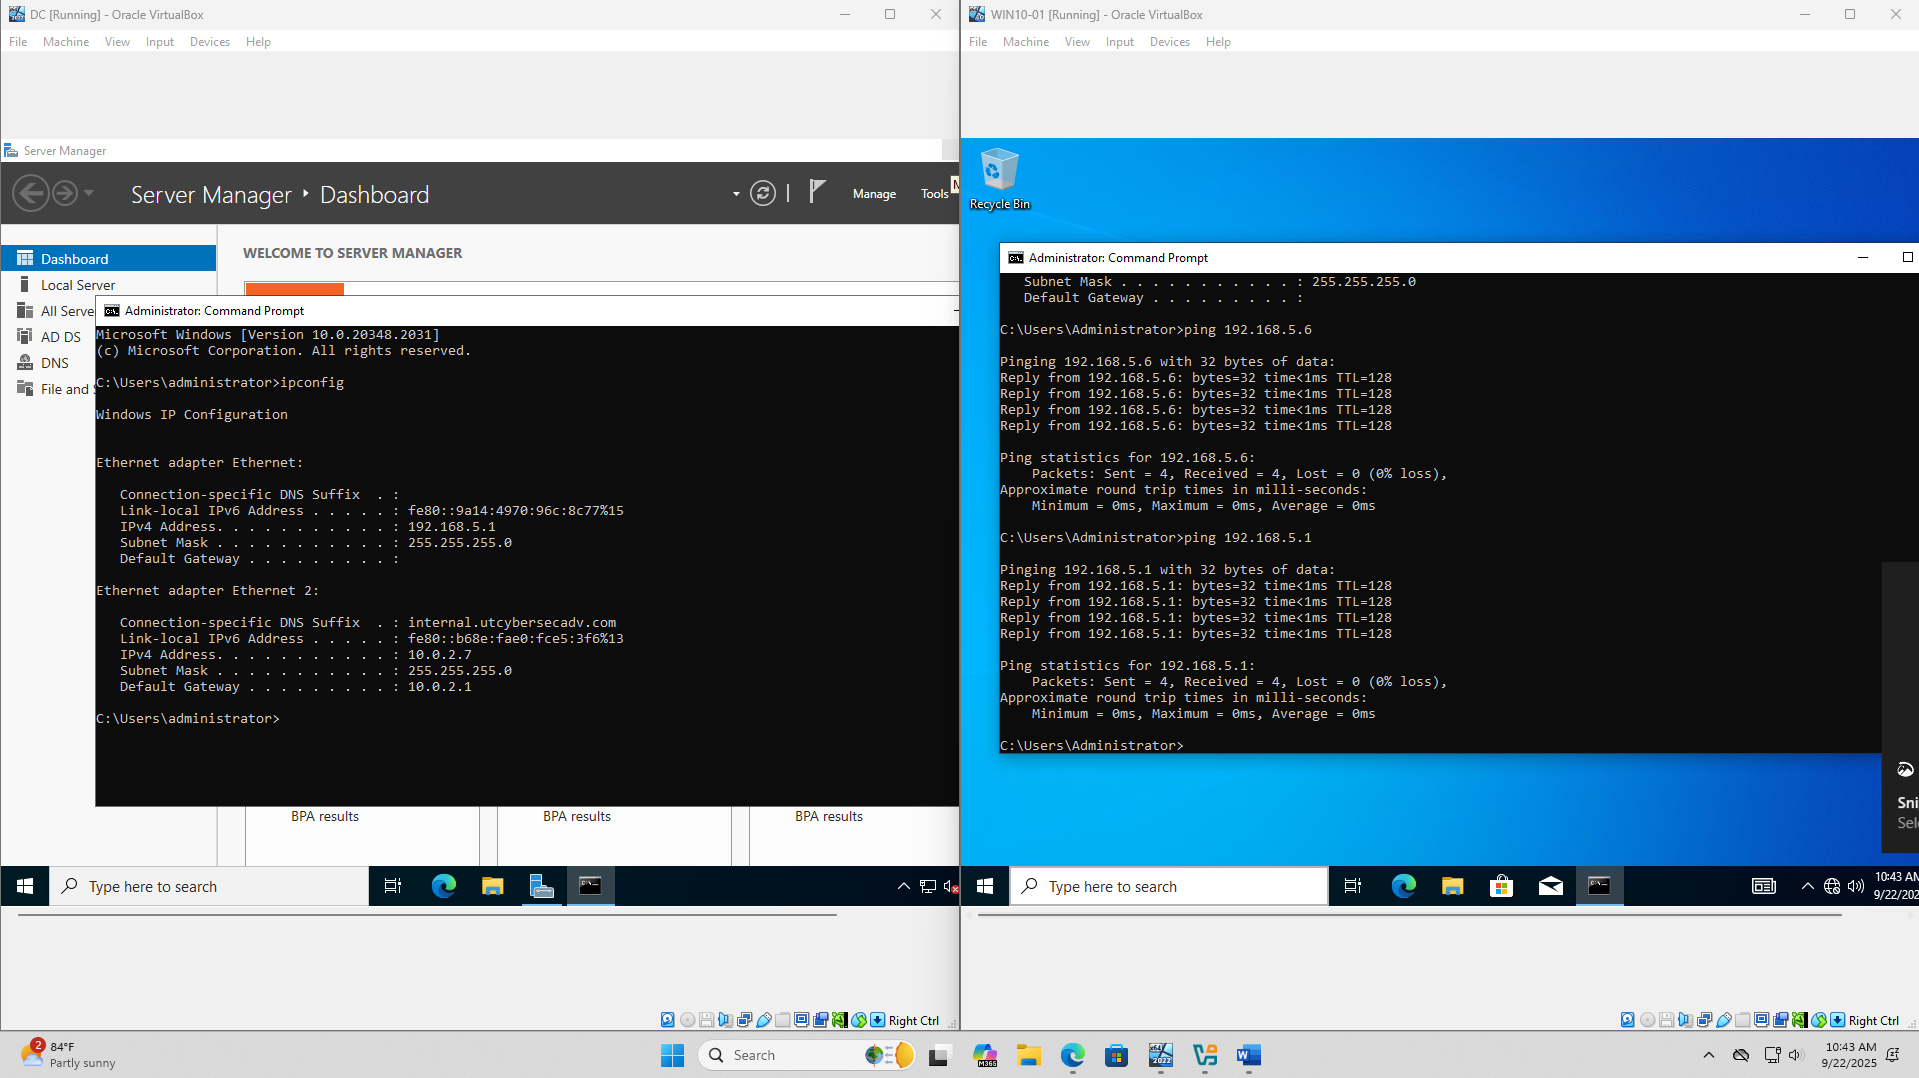 DC [Running] - Oracle VirtualBox
File Machine View Input Devices Help
Server Manager
Server Manager ‣ Dashboard
Manage Tools
M
Dashboard
Local Server
All Serve
AD DS
DNS
File and S
WELCOME TO SERVER MANAGER
Administrator: Command Prompt
Microsoft Windows [Version 10.0.20348.2031]
(c) Microsoft Corporation. All rights reserved.
C:\Users\administrator>ipconfig
Windows IP Configuration
Ethernet adapter Ethernet:
Connection-specific DNS Suffix  . :
Link-local IPv6 Address . . . . . : fe80::9a14:4970:96c:8c77%15
IPv4 Address. . . . . . . . . . . : 192.168.5.1
Subnet Mask . . . . . . . . . . . : 255.255.255.0
Default Gateway . . . . . . . . . :
Ethernet adapter Ethernet 2:
Connection-specific DNS Suffix  . : internal.utcybersecadv.com
Link-local IPv6 Address . . . . . : fe80::b68e:fae0:fce5:3f6%13
IPv4 Address. . . . . . . . . . . : 10.0.2.7
Subnet Mask . . . . . . . . . . . : 255.255.255.0
Default Gateway . . . . . . . . . : 10.0.2.1
C:\Users\administrator>
BPA results BPA results BPA results
Type here to search
Right Ctrl
WIN10-01 [Running] - Oracle VirtualBox
File Machine View Input Devices Help
Recycle Bin
Administrator: Command Prompt
Subnet Mask . . . . . . . . . . . : 255.255.255.0
Default Gateway . . . . . . . . . :
C:\Users\Administrator>ping 192.168.5.6
Pinging 192.168.5.6 with 32 bytes of data:
Reply from 192.168.5.6: bytes=32 time<1ms TTL=128
Reply from 192.168.5.6: bytes=32 time<1ms TTL=128
Reply from 192.168.5.6: bytes=32 time<1ms TTL=128
Reply from 192.168.5.6: bytes=32 time<1ms TTL=128
Ping statistics for 192.168.5.6:
Packets: Sent = 4, Received = 4, Lost = 0 (0% loss),
Approximate round trip times in milli-seconds:
Minimum = 0ms, Maximum = 0ms, Average = 0ms
C:\Users\Administrator>ping 192.168.5.1
Pinging 192.168.5.1 with 32 bytes of data:
Reply from 192.168.5.1: bytes=32 time<1ms TTL=128
Reply from 192.168.5.1: bytes=32 time<1ms TTL=128
Reply from 192.168.5.1: bytes=32 time<1ms TTL=128
Reply from 192.168.5.1: bytes=32 time<1ms TTL=128
Ping statistics for 192.168.5.1:
Packets: Sent = 4, Received = 4, Lost = 0 (0% loss),
Approximate round trip times in milli-seconds:
Minimum = 0ms, Maximum = 0ms, Average = 0ms
C:\Users\Administrator>
Sni
Sele
Type here to search
10:43 AM
9/22/202
Right Ctrl
2
84°F
Partly sunny
Search
M365
2022
10:43 AM
9/22/2025